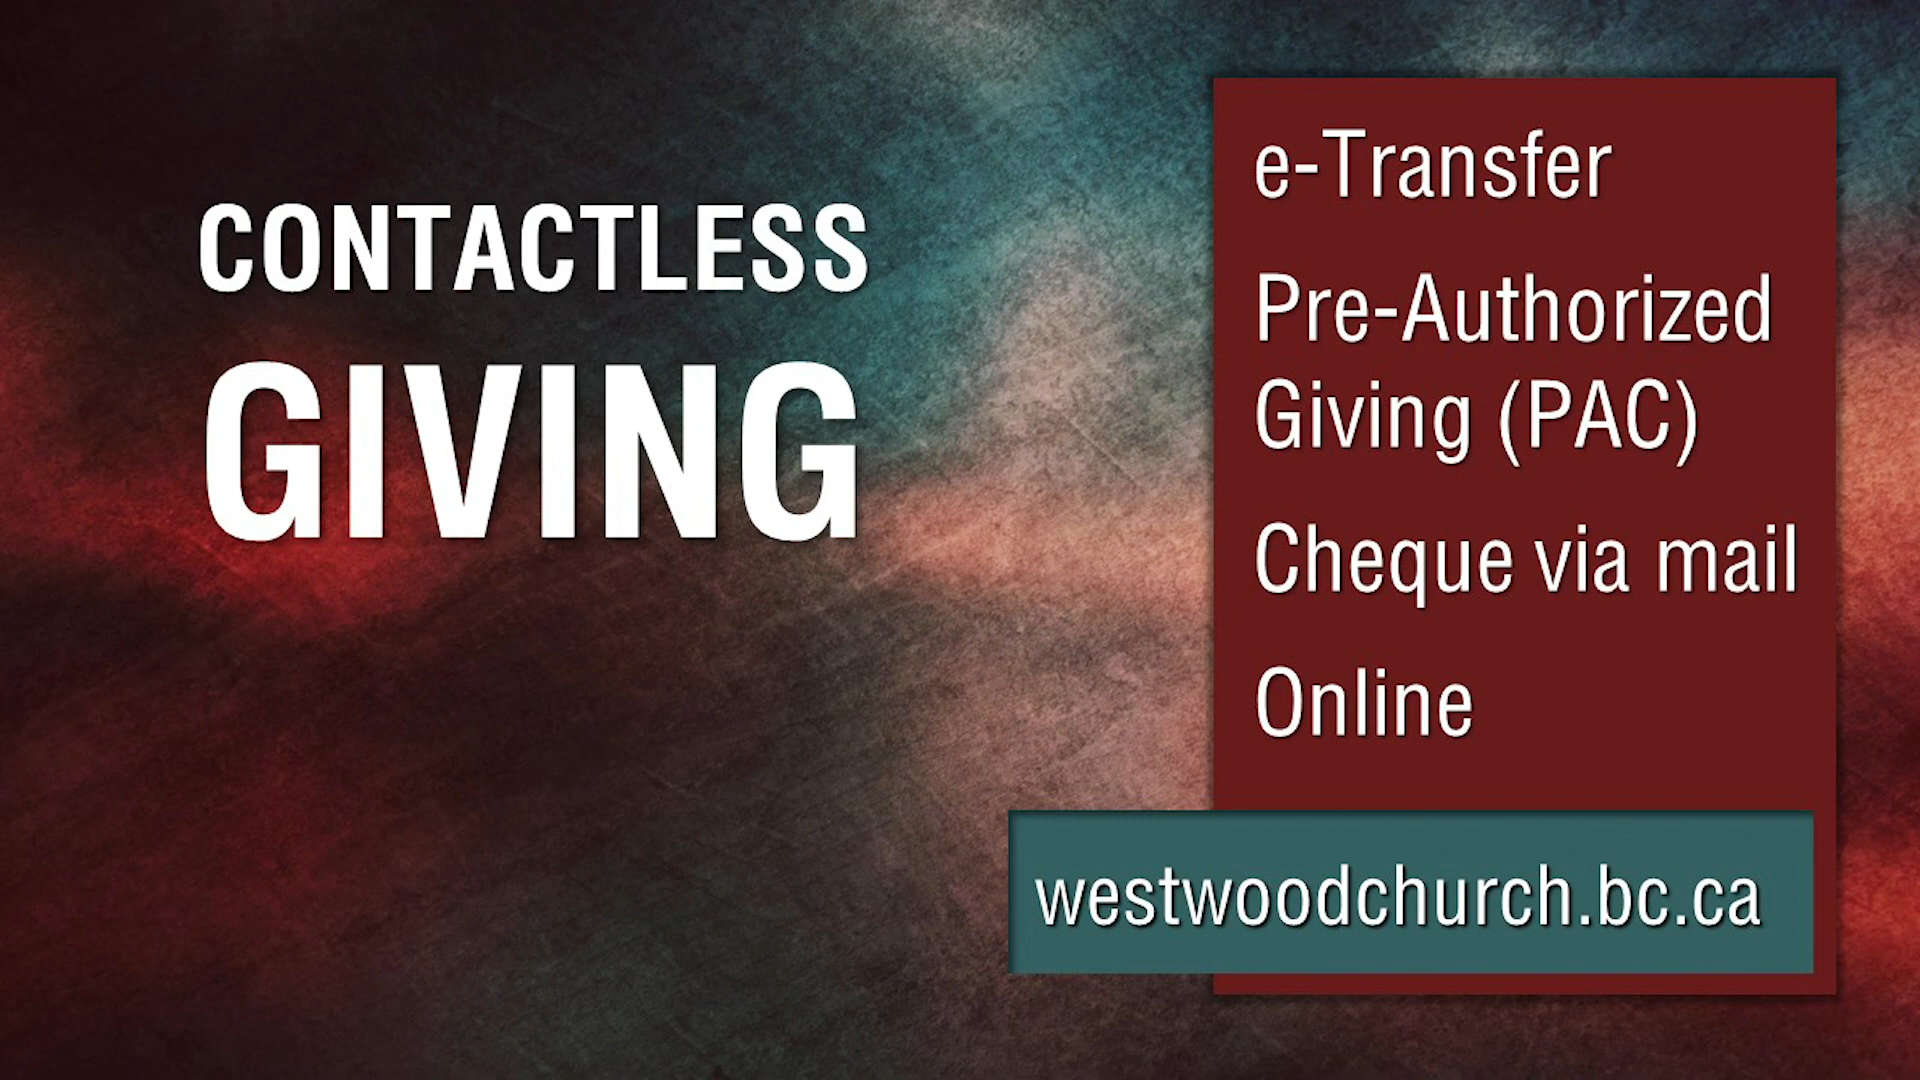 CONTACTLESS
GIVING
e-Transfer
Pre-Authorized
Giving (PAC)
Cheque via mail
Online
westwoodchurch.bc.ca